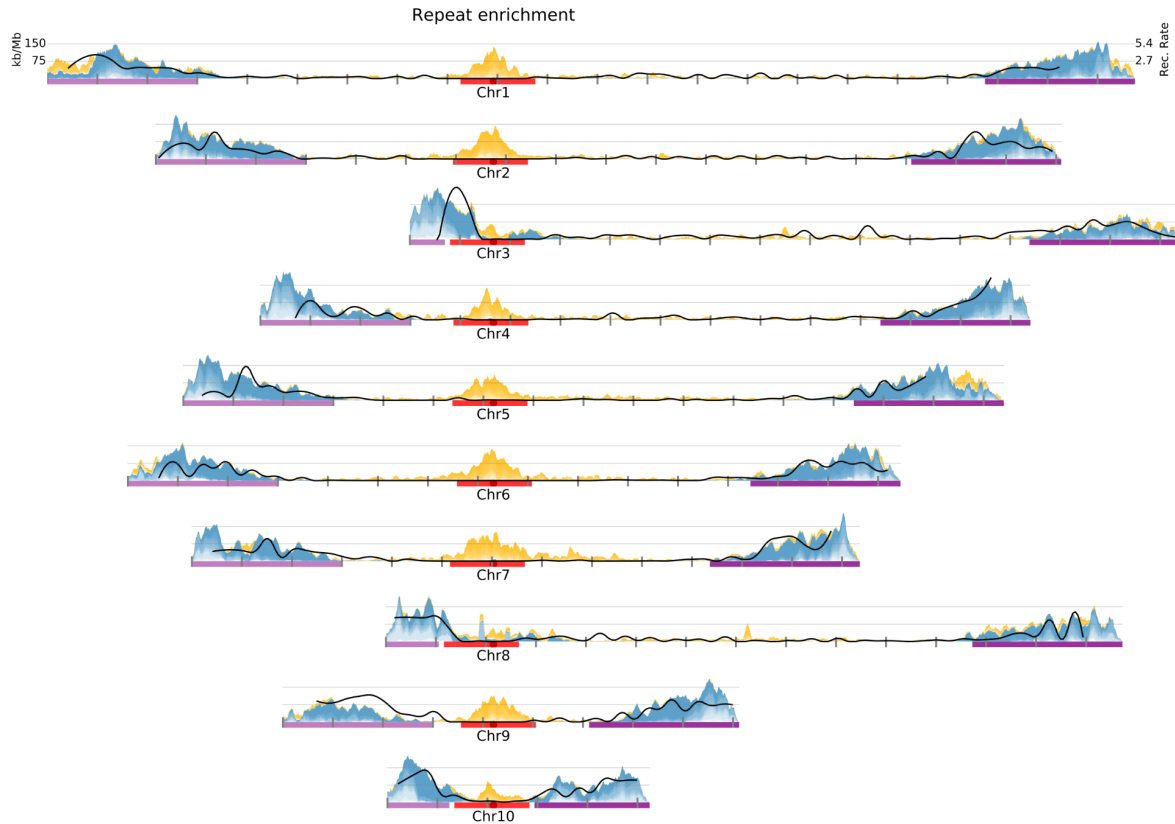 Repeat enrichment
kb/Mb
150
75
5.4
2.7
Rec. Rate
Chr1
Chr2
Chr3
Chr4
Chr5
Chr6
Chr7
Chr8
Chr9
Chr10